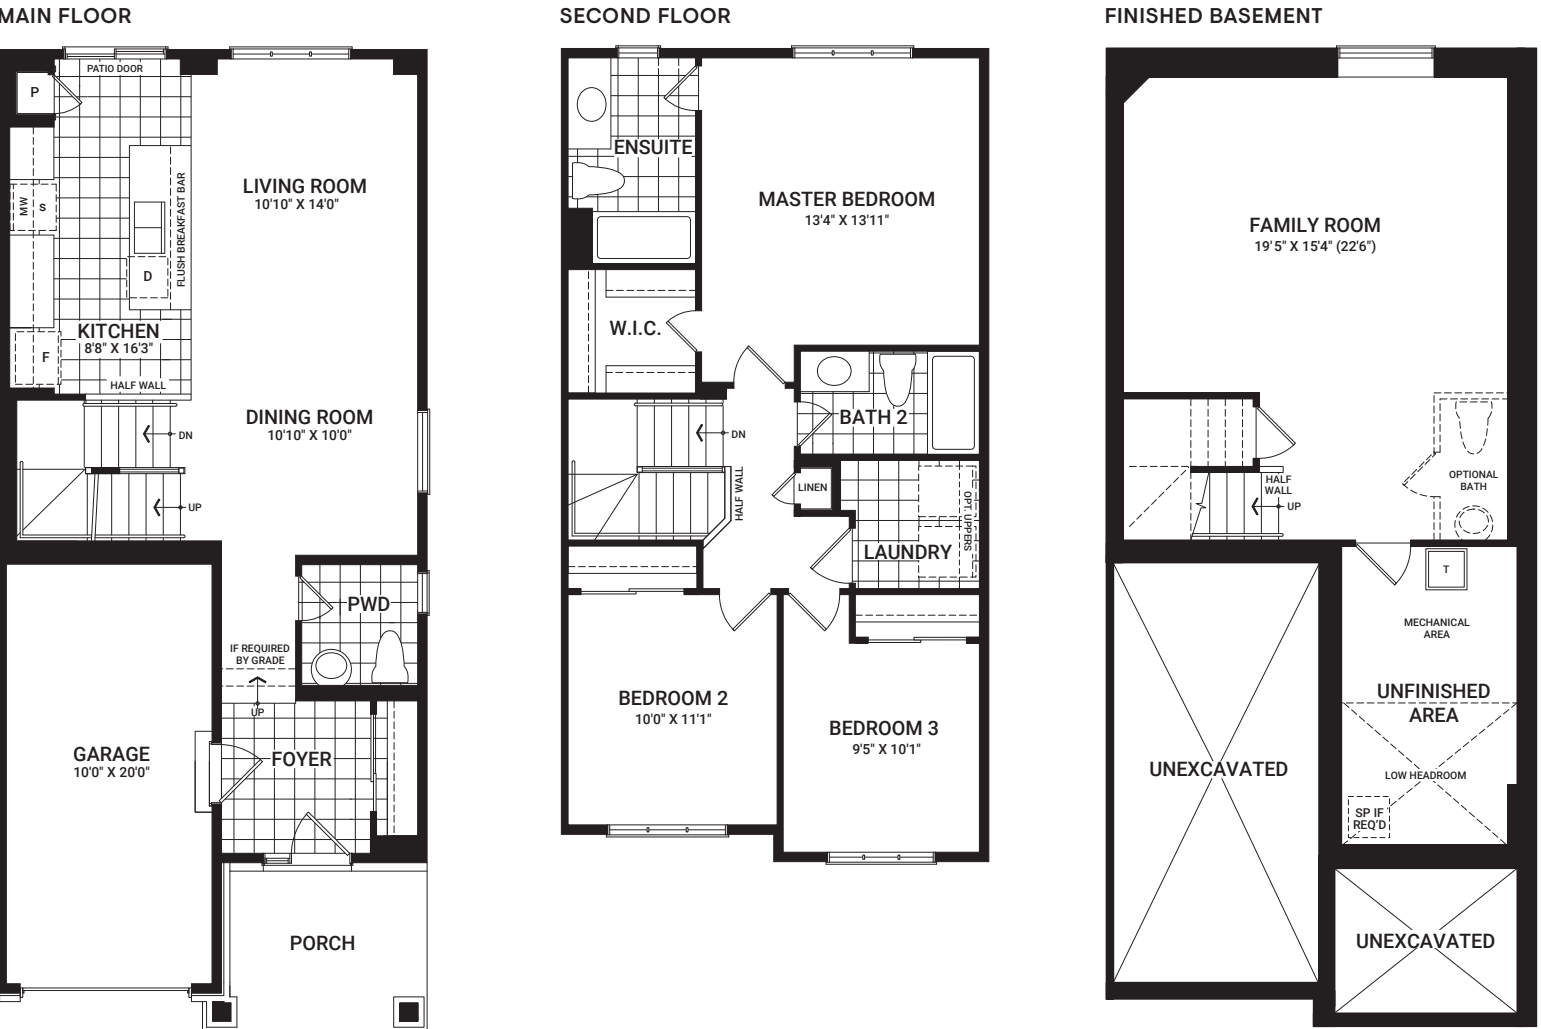 MAIN FLOOR
PATIO DOOR
P
MW
S
FLUSH BREAKFAST BAR
D
LIVING ROOM
10'10" X 14'0"
KITCHEN
8'8" X 16'3"
F
HALF WALL
DINING ROOM
10'10" X 10'0"
DN
UP
PWD
IF REQUIRED
BY GRADE
UP
FOYER
GARAGE
10'0" X 20'0"
PORCH
SECOND FLOOR
ENSUITE
MASTER BEDROOM
13'4" X 13'11"
W.I.C.
BATH 2
DN
HALF WALL
LINEN
OPT. UPPERS
LAUNDRY
BEDROOM 2
10'0" X 11'1"
BEDROOM 3
9'5" X 10'1"
FINISHED BASEMENT
FAMILY ROOM
19'5" X 15'4" (22'6")
OPTIONAL
BATH
HALF
WALL
UP
T
MECHANICAL
AREA
UNFINISHED
AREA
LOW HEADROOM
SP IF
REQ'D
UNEXCAVATED
UNEXCAVATED